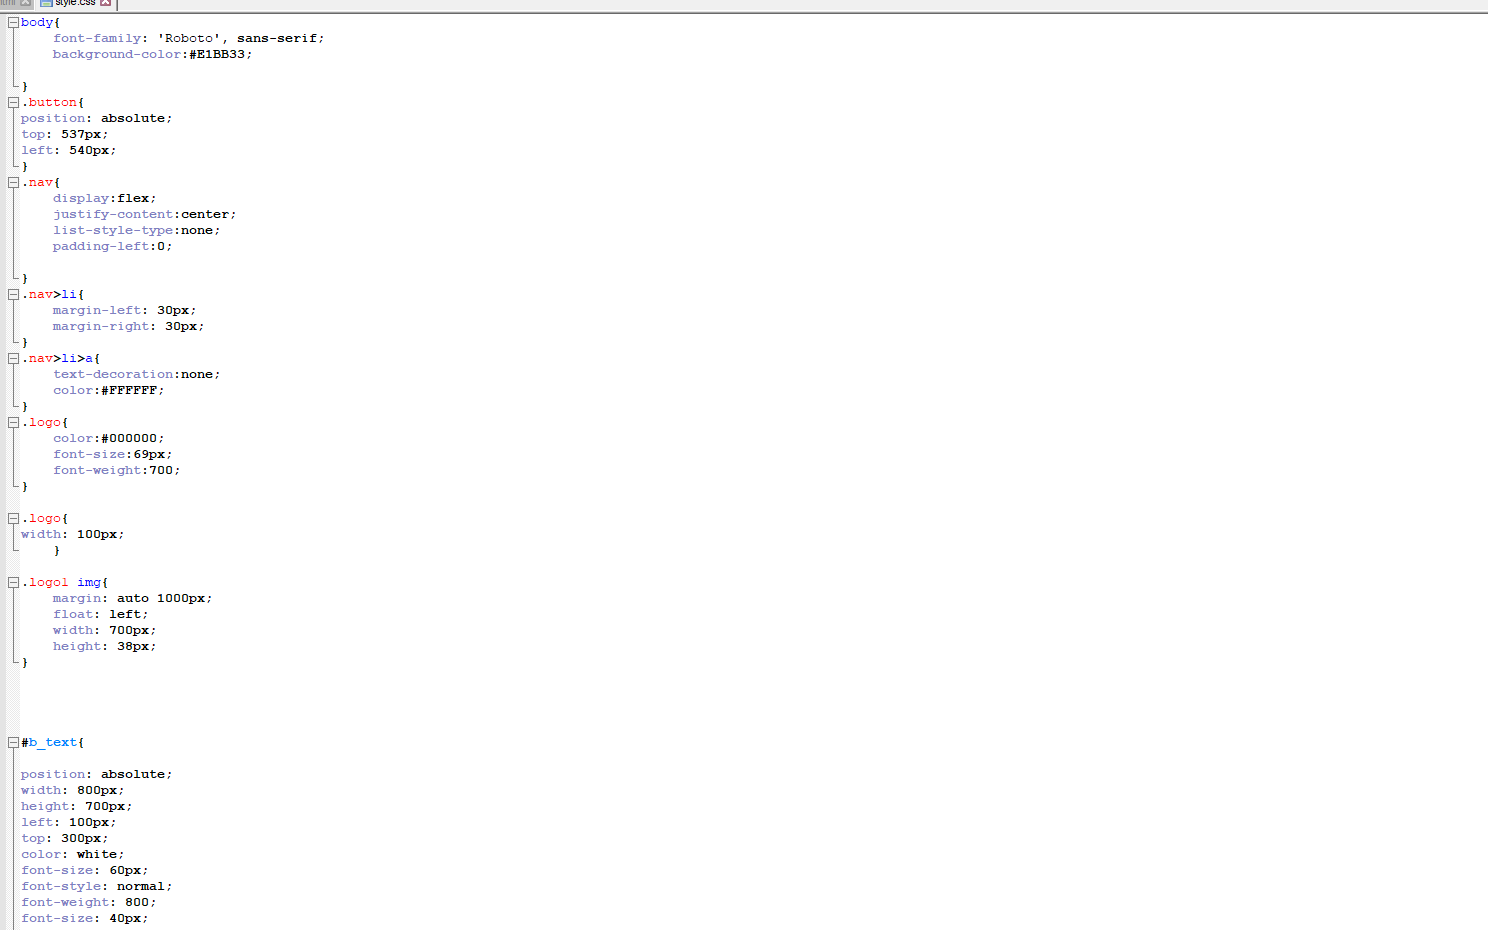 html
style.css
body{
font-family: 'Roboto', sans-serif;
background-color:#E1BB33;
}
.button{
position: absolute;
top: 537px;
left: 540px;
}
.nav{
display:flex;
justify-content:center;
list-style-type:none;
padding-left:0;
}
.nav>li{
margin-left: 30px;
margin-right: 30px;
}
.nav>li>a{
text-decoration:none;
color:#FFFFFF;
}
.logo{
color:#000000;
font-size:69px;
font-weight:700;
}
.logo{
width: 100px;
}
.logo1 img{
margin: auto 1000px;
float: left;
width: 700px;
height: 38px;
}
#b_text{
position: absolute;
width: 800px;
height: 700px;
left: 100px;
top: 300px;
color: white;
font-size: 60px;
font-style: normal;
font-weight: 800;
font-size: 40px;